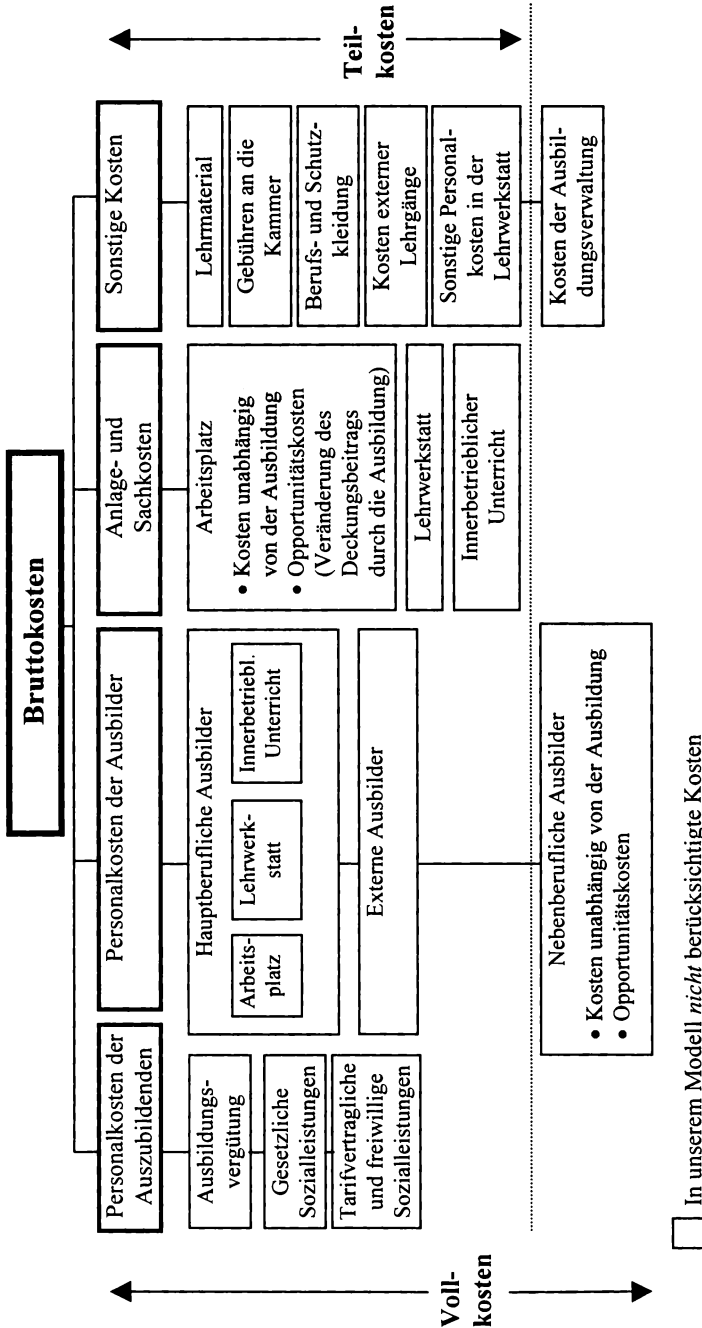 Bruttokosten
Personalkosten der
Auszubildenden
Ausbildungs-
vergütung
Gesetzliche
Sozialleistungen
Tarifvertragliche
und freiwillige
Sozialleistungen
Personalkosten der Ausbilder
Hauptberufliche Ausbilder
Arbeits-
platz
Lehrwerk-
statt
Innerbetriebl.
Unterricht
Externe Ausbilder
Nebenberufliche Ausbilder
• Kosten unabhängig von der Ausbildung
• Opportunitätskosten
Anlage- und
Sachkosten
Arbeitsplatz
• Kosten unabhängig
von der Ausbildung
• Opportunitätskosten
(Veränderung des
Deckungsbeitrags
durch die Ausbildung)
Lehrwerkstatt
Innerbetrieblicher
Unterricht
Sonstige Kosten
Lehrmaterial
Gebühren an die
Kammer
Berufs- und Schutz-
kleidung
Kosten externer
Lehrgänge
Sonstige Personal-
kosten in der
Lehrwerkstatt
Kosten der Ausbil-
dungsverwaltung
Voll-
kosten
Teil-
kosten
In unserem Modell nicht berücksichtigte Kosten